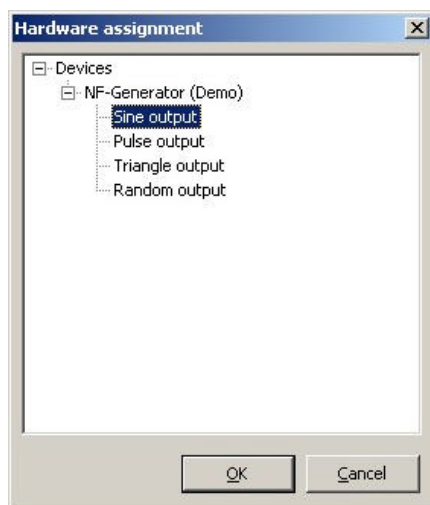 Hardware assignment
Devices
NF-Generator (Demo)
Sine output
Pulse output
Triangle output
Random output
OK
Cancel